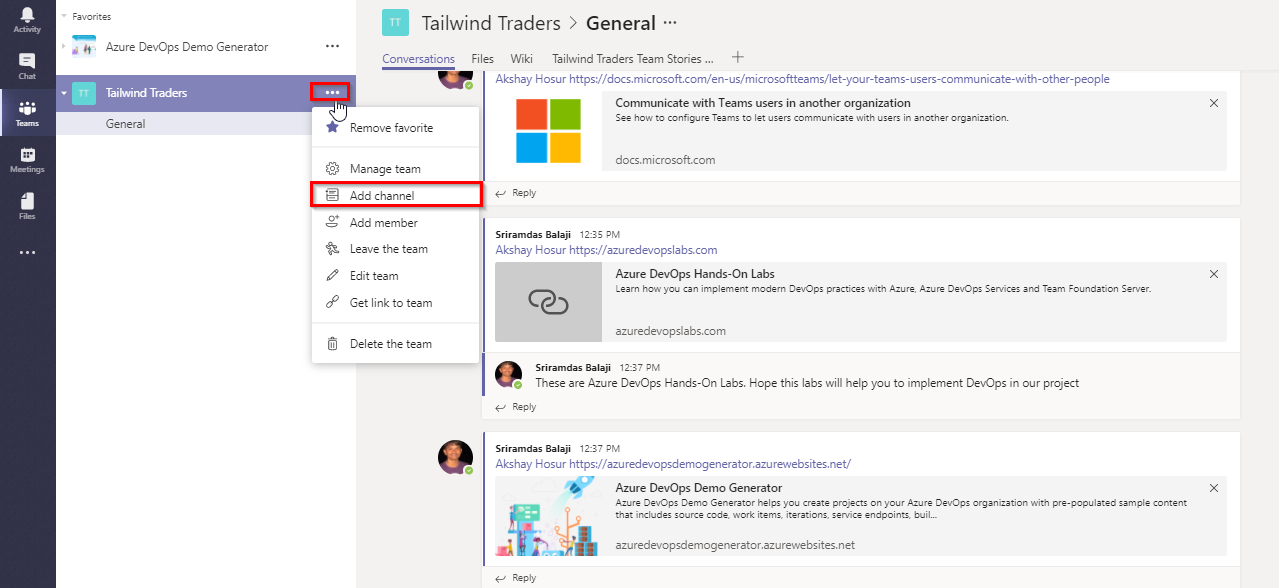 Activity
Chat
Teams
Meetings
Files
Favorites
Azure DevOps Demo Generator
TT
Tailwind Traders
General
Remove favorite
Manage team
Add channel
Add member
Leave the team
Edit team
Get link to team
Delete the team
TT
Tailwind Traders > General ···
Conversations Files Wiki Tailwind Traders Team Stories ... +
Akshay Hosur https://docs.microsoft.com/en-us/microsoftteams/let-your-teams-users-communicate-with-other-people
Communicate with Teams users in another organization
See how to configure Teams to let users communicate with users in another organization.
docs.microsoft.com
Reply
Sriramdas Balaji 12:35 PM
Akshay Hosur https://azuredevopslabs.com
Azure DevOps Hands-On Labs
Learn how you can implement modern DevOps practices with Azure, Azure DevOps Services and Team Foundation Server.
azuredevopslabs.com
Sriramdas Balaji 12:37 PM
These are Azure DevOps Hands-On Labs. Hope this labs will help you to implement DevOps in our project
Reply
Sriramdas Balaji 12:37 PM
Akshay Hosur https://azuredevopsdemogenerator.azurewebsites.net/
Azure DevOps Demo Generator
Azure DevOps Demo Generator helps you create projects on your Azure DevOps organization with pre-populated sample content
that includes source code, work items, iterations, service endpoints, buil...
azuredevopsdemogenerator.azurewebsites.net
Reply